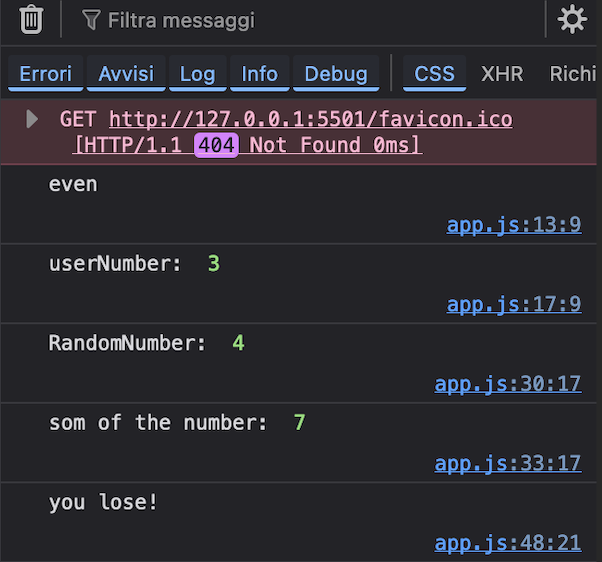 Filtra messaggi
Errori Avvisi Log Info Debug CSS XHR Richi
GET http://127.0.0.1:5501/favicon.ico
[HTTP/1.1 404 Not Found 0ms]
even
app.js:13:9
userNumber: 3
app.js:17:9
RandomNumber: 4
app.js:30:17
som of the number: 7
app.js:33:17
you lose!
app.js:48:21